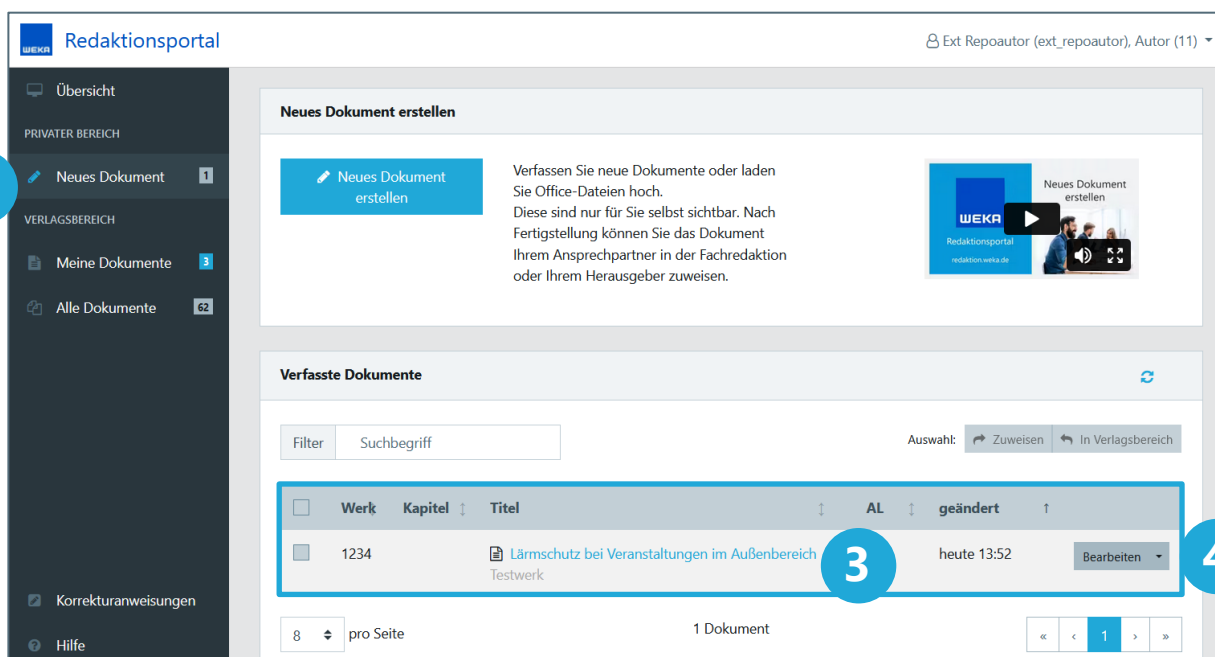 WEKA Redaktionsportal
Ext Repoautor (ext_repoautor), Autor (11)
Übersicht
PRIVATER BEREICH
Neues Dokument 1
VERLAGSBEREICH
Meine Dokumente 3
Alle Dokumente 62
Korrekturanweisungen
Hilfe
Neues Dokument erstellen
Neues Dokument
erstellen
Verfassen Sie neue Dokumente oder laden
Sie Office-Dateien hoch.
Diese sind nur für Sie selbst sichtbar. Nach
Fertigstellung können Sie das Dokument
Ihrem Ansprechpartner in der Fachredaktion
oder Ihrem Herausgeber zuweisen.
WEKA
Redaktionsportal
redaktion.weka.de
Neues Dokument
erstellen
Verfasste Dokumente
Filter Suchbegriff
Auswahl: Zuweisen In Verlagsbereich
Werk Kapitel Titel AL geändert
1234 Lärmschutz bei Veranstaltungen im Außenbereich 3 heute 13:52 Bearbeiten 4
Testwerk
8 pro Seite 1 Dokument « ‹ 1 › »